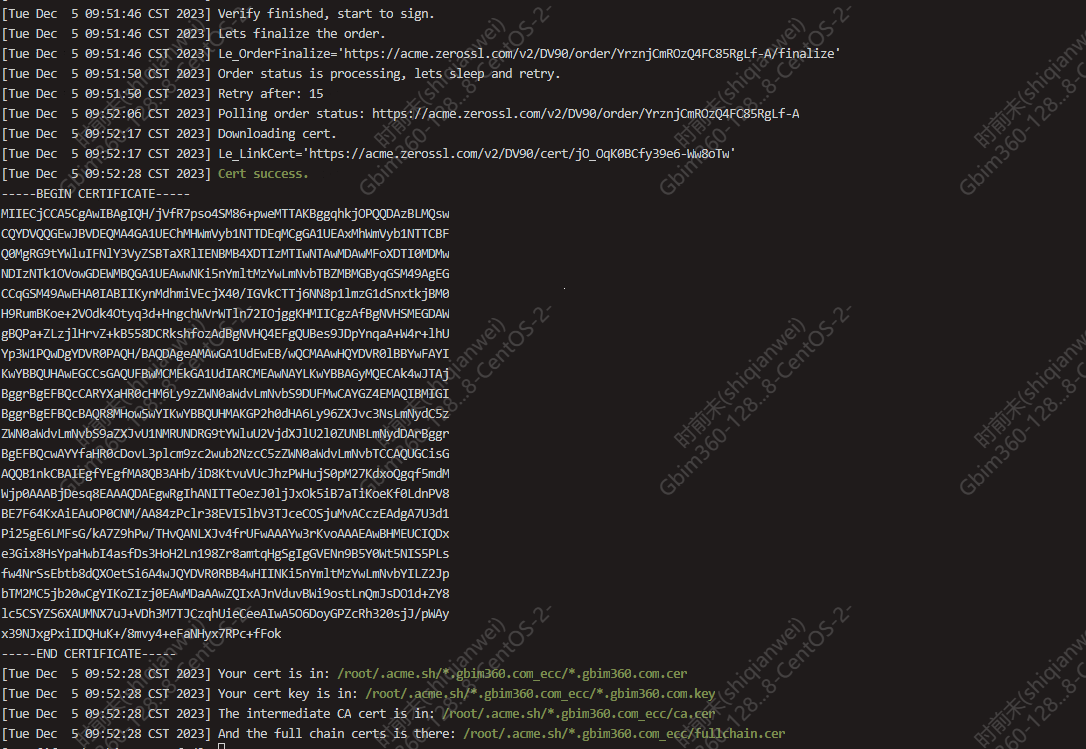 [Tue Dec  5 09:51:46 CST 2023] Verify finished, start to sign.
[Tue Dec  5 09:51:46 CST 2023] Lets finalize the order.
[Tue Dec  5 09:51:46 CST 2023] Le_OrderFinalize='https://acme.zerossl.com/v2/DV90/order/YrznjCmROzQ4FC85RgLf-A/finalize'
[Tue Dec  5 09:51:50 CST 2023] Order status is processing, lets sleep and retry.
[Tue Dec  5 09:51:50 CST 2023] Retry after: 15
[Tue Dec  5 09:52:06 CST 2023] Polling order status: https://acme.zerossl.com/v2/DV90/order/YrznjCmROzQ4FC85RgLf-A
[Tue Dec  5 09:52:17 CST 2023] Downloading cert.
[Tue Dec  5 09:52:17 CST 2023] Le_LinkCert='https://acme.zerossl.com/v2/DV90/cert/jO_OqK0BCfy39e6-Ww8oTw'
[Tue Dec  5 09:52:28 CST 2023] Cert success.
-----BEGIN CERTIFICATE-----
MIIECjCCA5CgAwIBAgIQH/jVfR7pso4SM86+pweMTTAKBggqhkjOPQQDAzBLMQsw
CQYDVQQGEwJBVDEQMA4GA1UEChMHWmVyb1NTTDEqMCgGA1UEAxMhWmVyb1NTTCBF
Q0MgRG9tYWluIFNlY3VyZSBTaXRlIENBMB4XDTIzMTIwNTAwMDAwMFoXDTI0MDMw
NDIzNTk1OVowGDEWMBQGA1UEAwwNKi5nYmltMzYwLmNvbTBZMBMGByqGSM49AgEG
CCqGSM49AwEHA0IABIIKynMdhmiVEcjX40/IGVkCTTj6NN8p1lmzG1dSnxtkjBM0
H9RumBKoe+2VOdk4Otyq3d+HngchWVrWTln72IOjggKHMIICgzAfBgNVHSMEGDAW
gBQPa+ZLzjlHrvZ+kB558DCRkshfozAdBgNVHQ4EFgQUBes9JDpYnqaA+W4r+lhU
Yp3W1PQwDgYDVR0PAQH/BAQDAgeAMAwGA1UdEwEB/wQCMAAwHQYDVR0lBBYwFAYI
KwYBBQUHAwEGCCsGAQUFBwMCMEkGA1UdIARCMEAwNAYLKwYBBAGyMQECAk4wJTAj
BggrBgEFBQcCARYXaHR0cHM6Ly9zZWN0aWdvLmNvbS9DUFMwCAYGZ4EMAQIBMIGI
BggrBgEFBQcBAQR8MHowSwYIKwYBBQUHMAKGP2h0dHA6Ly96ZXJvc3NsLmNydC5z
ZWN0aWdvLmNvbS9aZXJvU1NMRUNDRG9tYWluU2VjdXJlU2l0ZUNBLmNydDArBggr
BgEFBQcwAYYfaHR0cDovL3plcm9zc2wub2NzcC5zZWN0aWdvLmNvbTCCAQUGCisG
AQQB1nkCBAIEgfYEgfMA8QB3AHb/iD8KtvuVUcJhzPWHujS0pM27KdxoQgqf5mdM
Wjp0AAABjDesq8EAAAQDAEgwRgIhANITTeOezJ0ljJxOk5iB7aTiKoeKf0LdnPV8
BE7F64KxAiEAuOP0CNM/AA84zPclr38EVI5lbV3TJceCOSjuMvACczEAdgA7U3d1
Pi25gE6LMFsG/kA7Z9hPw/THvQANLXJv4frUFwAAAYw3rKvoAAAEAwBHMEUCIQDx
e3Gix8HsYpaHwbI4asfDs3HoH2Ln198Zr8amtqHgSgIgGVENn9B5Y0Wt5NIS5PLs
fw4NrSsEbtb8dQXOetSi6A4wJQYDVR0RBB4wHIINKi5nYmltMzYwLmNvbYILZ2Jp
bTM2MC5jb20wCgYIKoZIzj0EAwMDaAAwZQIxAJnVduvBWi9ostLnQmJsDO1d+ZY8
lc5CSYZS6XAUMNX7uJ+VDh3M7TJCzqhUieCeeAIwA5O6DoyGPZcRh320sjJ/pWAy
x39NJxgPxiIDQHuK+/8mvy4+eFaNHyx7RPc+fFok
-----END CERTIFICATE-----
[Tue Dec  5 09:52:28 CST 2023] Your cert is in: /root/.acme.sh/*.gbim360.com_ecc/*.gbim360.com.cer
[Tue Dec  5 09:52:28 CST 2023] Your cert key is in: /root/.acme.sh/*.gbim360.com_ecc/*.gbim360.com.key
[Tue Dec  5 09:52:28 CST 2023] The intermediate CA cert is in: /root/.acme.sh/*.gbim360.com_ecc/ca.cer
[Tue Dec  5 09:52:28 CST 2023] And the full chain certs is there: /root/.acme.sh/*.gbim360.com_ecc/fullchain.cer
时前末(shiqianwei)
Gbim360-128...8-CentOS-2-